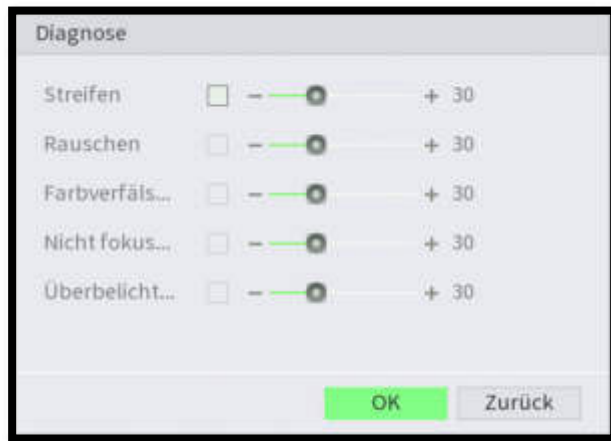 Diagnose
Streifen - + 30
Rauschen - + 30
Farbverfäls... - + 30
Nicht fokus... - + 30
Überbelicht... - + 30
OK Zurück